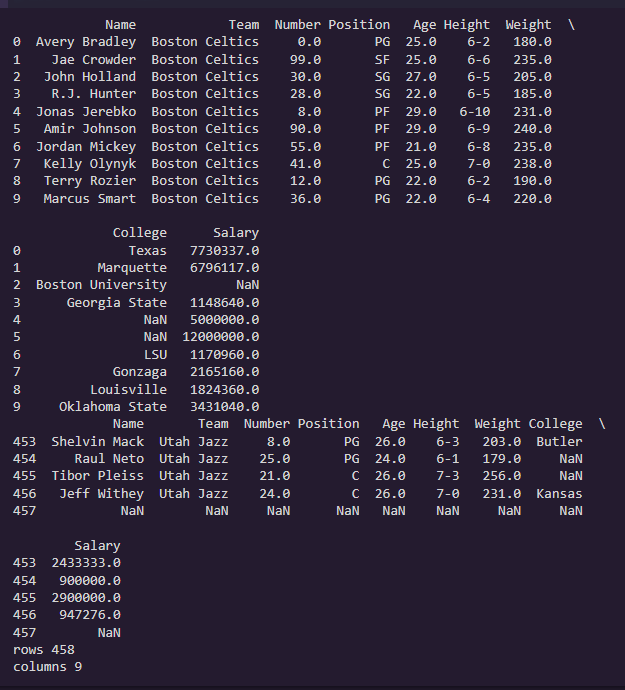 Name            Team  Number Position   Age Height  Weight  \
0  Avery Bradley  Boston Celtics     0.0       PG  25.0    6-2   180.0
1    Jae Crowder  Boston Celtics    99.0       SF  25.0    6-6   235.0
2   John Holland  Boston Celtics    30.0       SG  27.0    6-5   205.0
3    R.J. Hunter  Boston Celtics    28.0       SG  22.0    6-5   185.0
4  Jonas Jerebko  Boston Celtics     8.0       PF  29.0   6-10   231.0
5   Amir Johnson  Boston Celtics    90.0       PF  29.0    6-9   240.0
6  Jordan Mickey  Boston Celtics    55.0       PF  21.0    6-8   235.0
7   Kelly Olynyk  Boston Celtics    41.0        C  25.0    7-0   238.0
8   Terry Rozier  Boston Celtics    12.0       PG  22.0    6-2   190.0
9   Marcus Smart  Boston Celtics    36.0       PG  22.0    6-4   220.0

             College      Salary
0              Texas   7730337.0
1          Marquette   6796117.0
2  Boston University         NaN
3      Georgia State   1148640.0
4                NaN   5000000.0
5                NaN  12000000.0
6                LSU   1170960.0
7            Gonzaga   2165160.0
8         Louisville   1824360.0
9     Oklahoma State   3431040.0
             Name       Team  Number Position   Age Height  Weight College  \
453  Shelvin Mack  Utah Jazz     8.0       PG  26.0    6-3   203.0  Butler
454     Raul Neto  Utah Jazz    25.0       PG  24.0    6-1   179.0     NaN
455  Tibor Pleiss  Utah Jazz    21.0        C  26.0    7-3   256.0     NaN
456   Jeff Withey  Utah Jazz    24.0        C  26.0    7-0   231.0  Kansas
457           NaN        NaN     NaN      NaN   NaN    NaN     NaN     NaN

        Salary
453  2433333.0
454   900000.0
455  2900000.0
456   947276.0
457        NaN
rows 458
columns 9